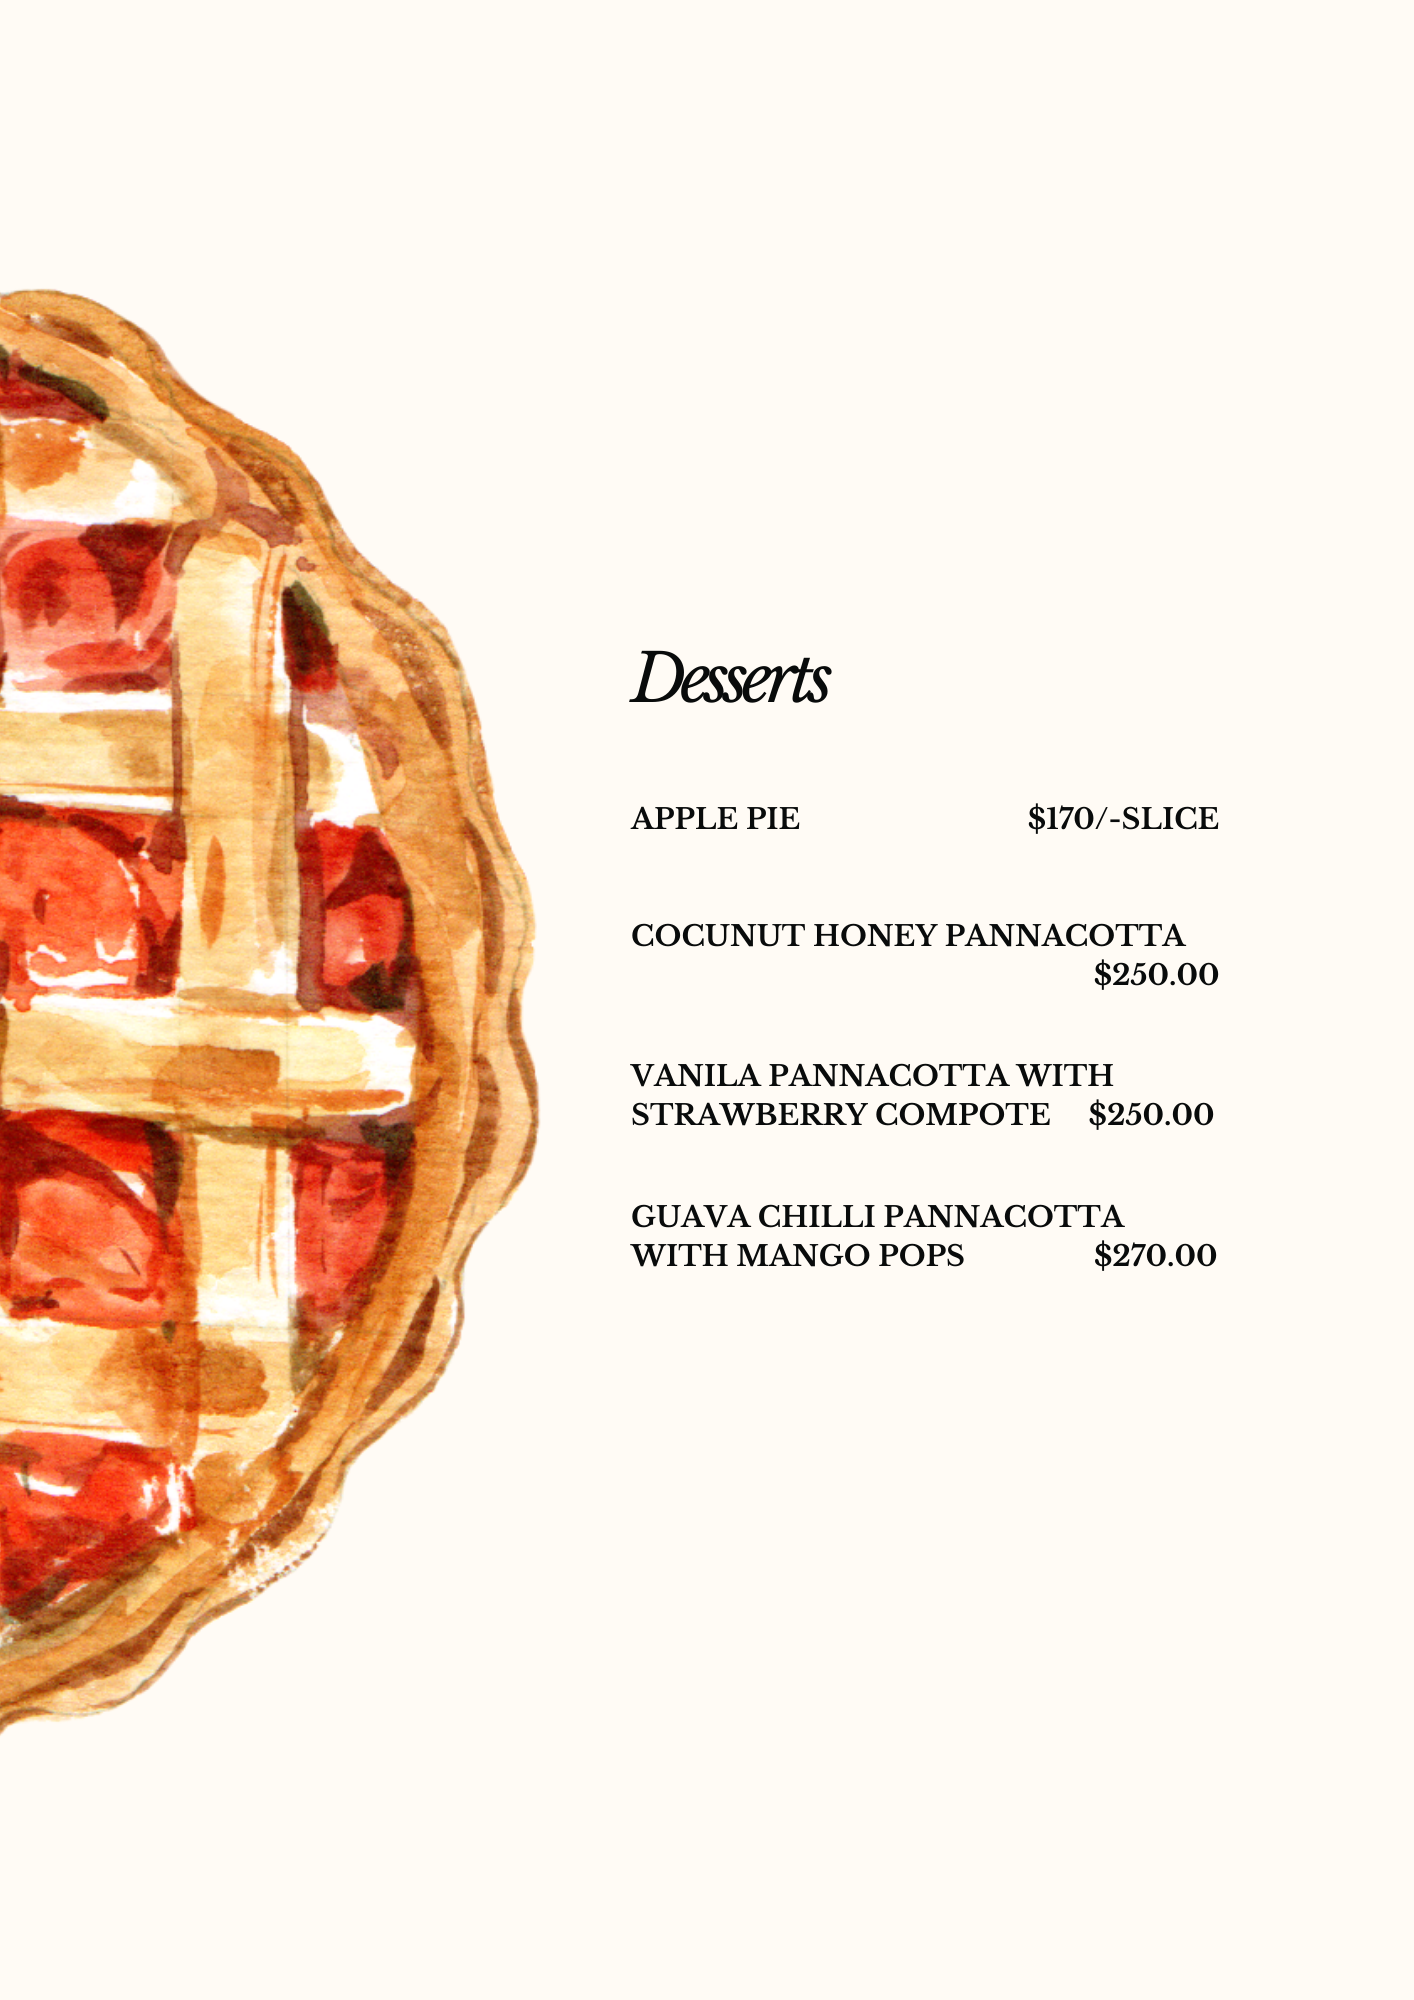 Desserts
APPLE PIE $170/-SLICE
COCUNUT HONEY PANNACOTTA
$250.00
VANILA PANNACOTTA WITH
STRAWBERRY COMPOTE $250.00
GUAVA CHILLI PANNACOTTA
WITH MANGO POPS $270.00